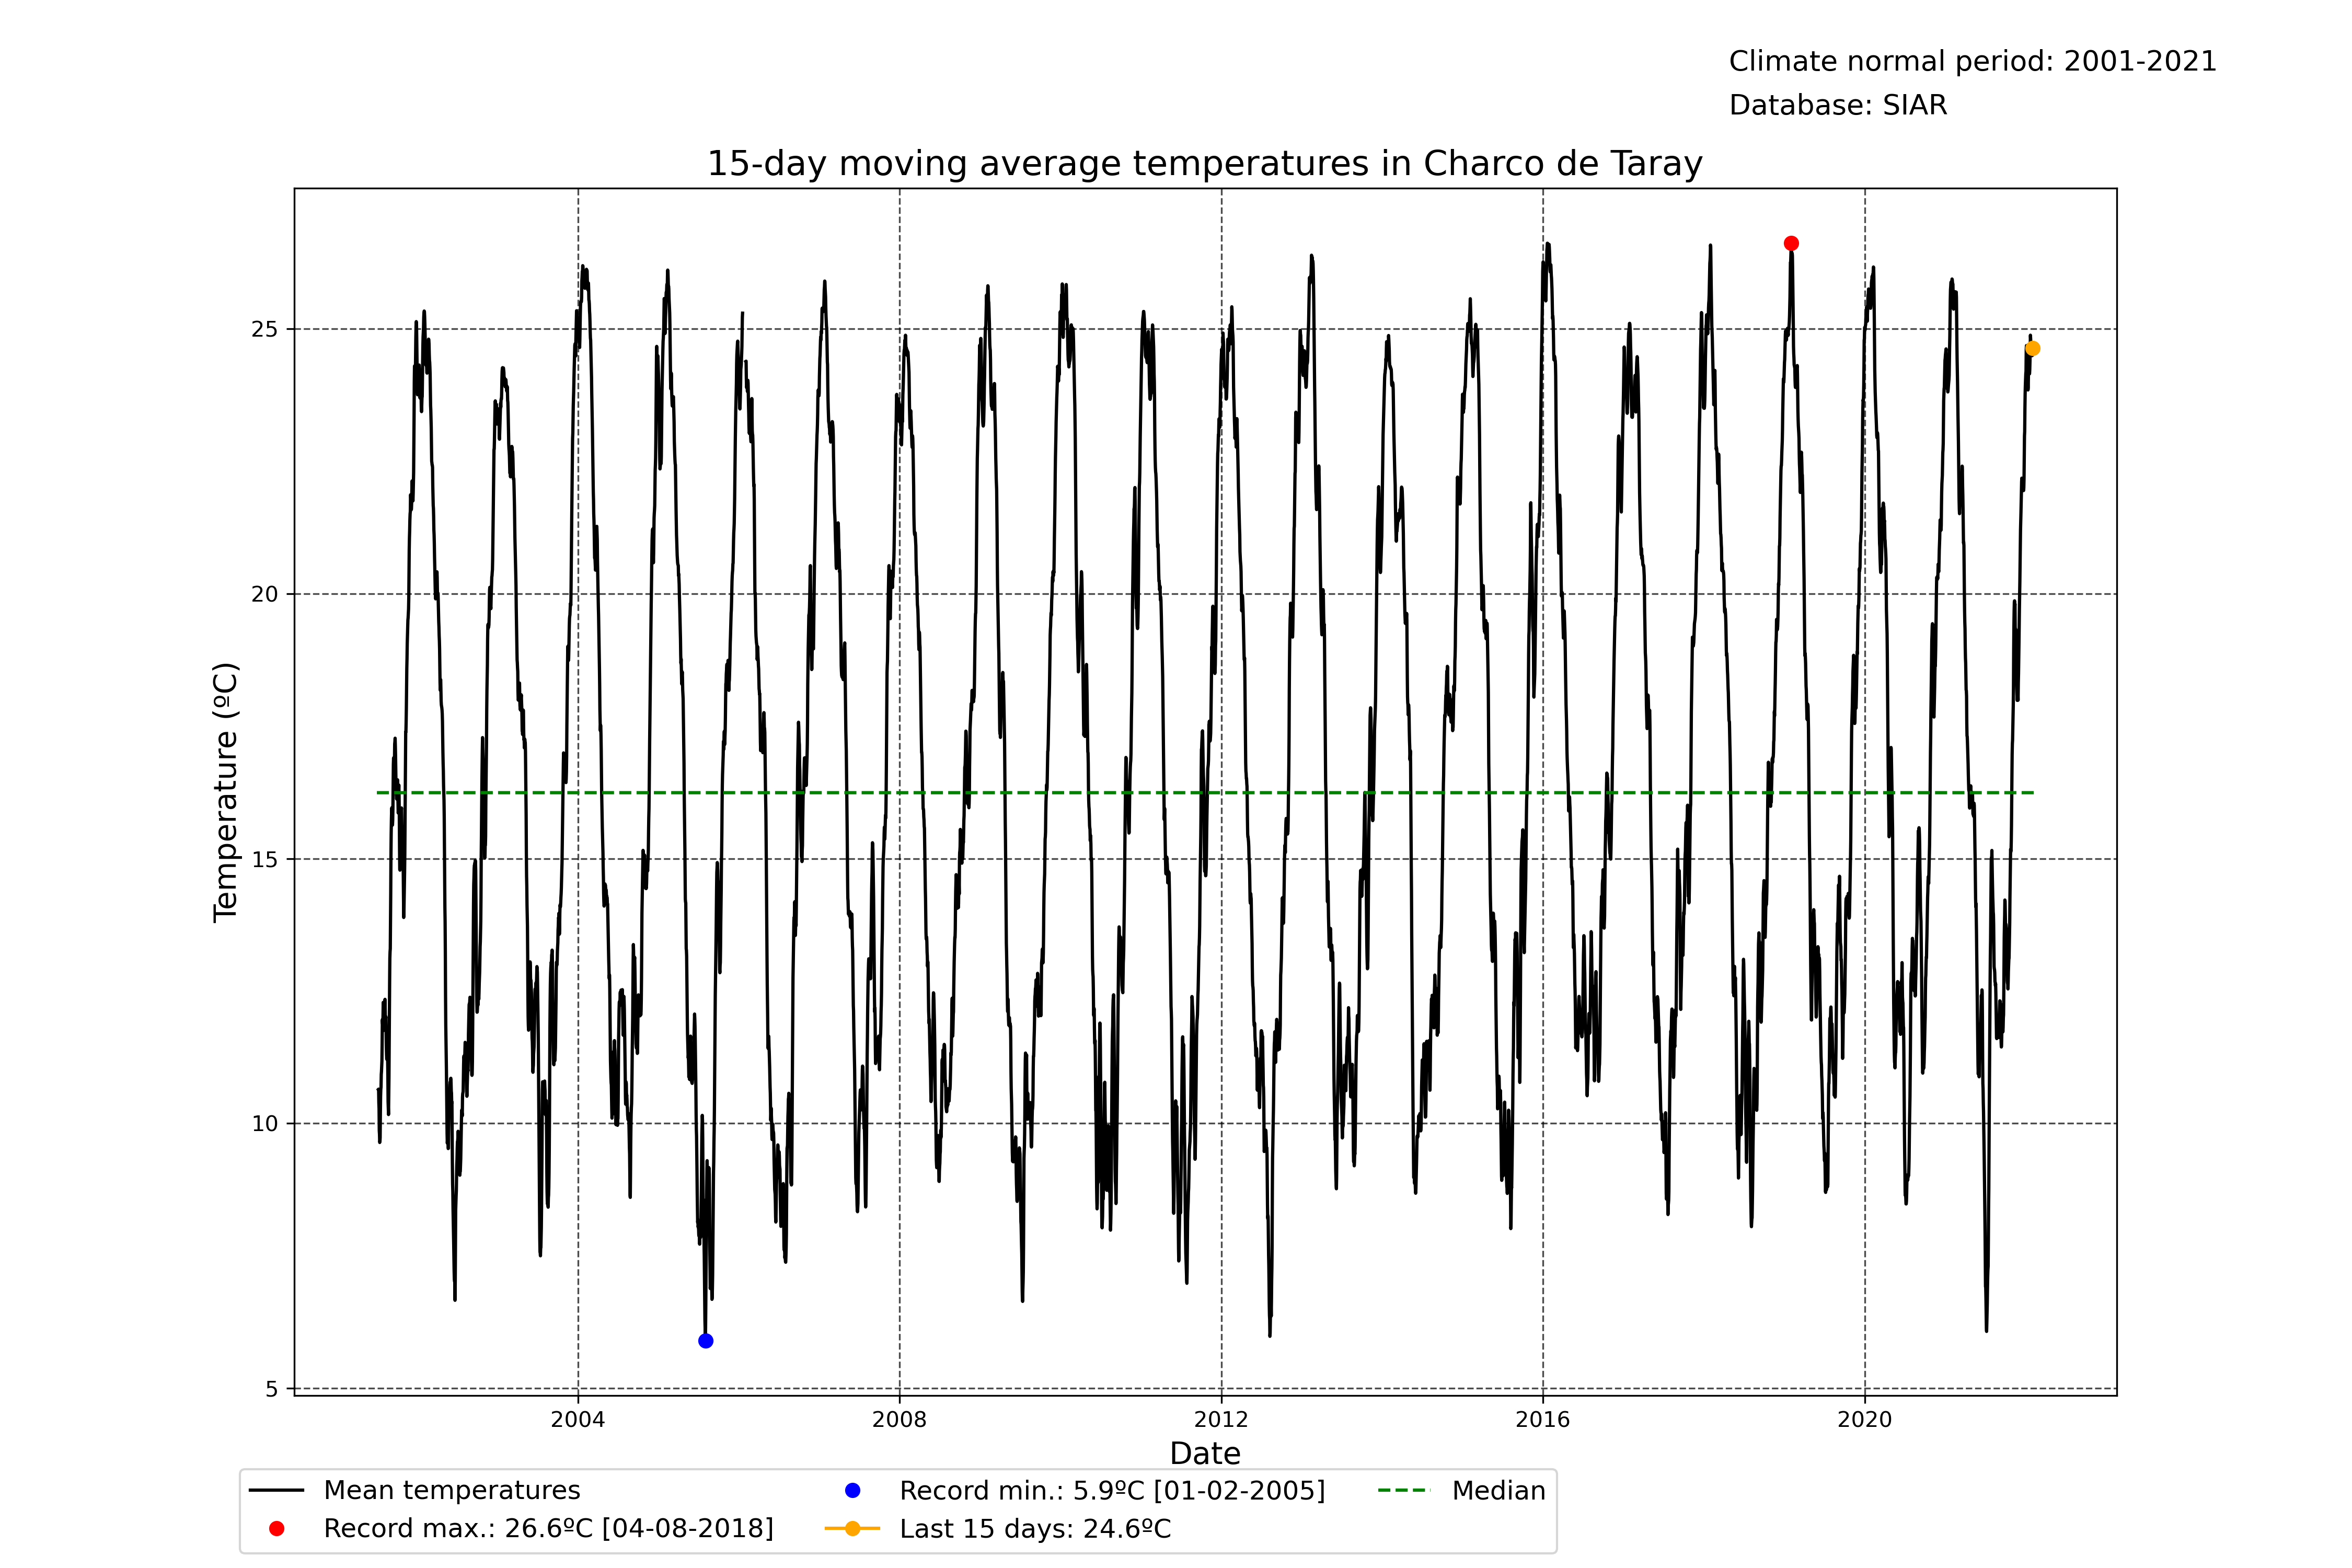 Climate normal period: 2001-2021
Database: SIAR
15-day moving average temperatures in Charco de Taray
Temperature (ºC)
25
20
15
10
5
2004
2008
2012
2016
2020
Date
Mean temperatures
Record max.: 26.6ºC [04-08-2018]
Record min.: 5.9ºC [01-02-2005]
Last 15 days: 24.6ºC
Median